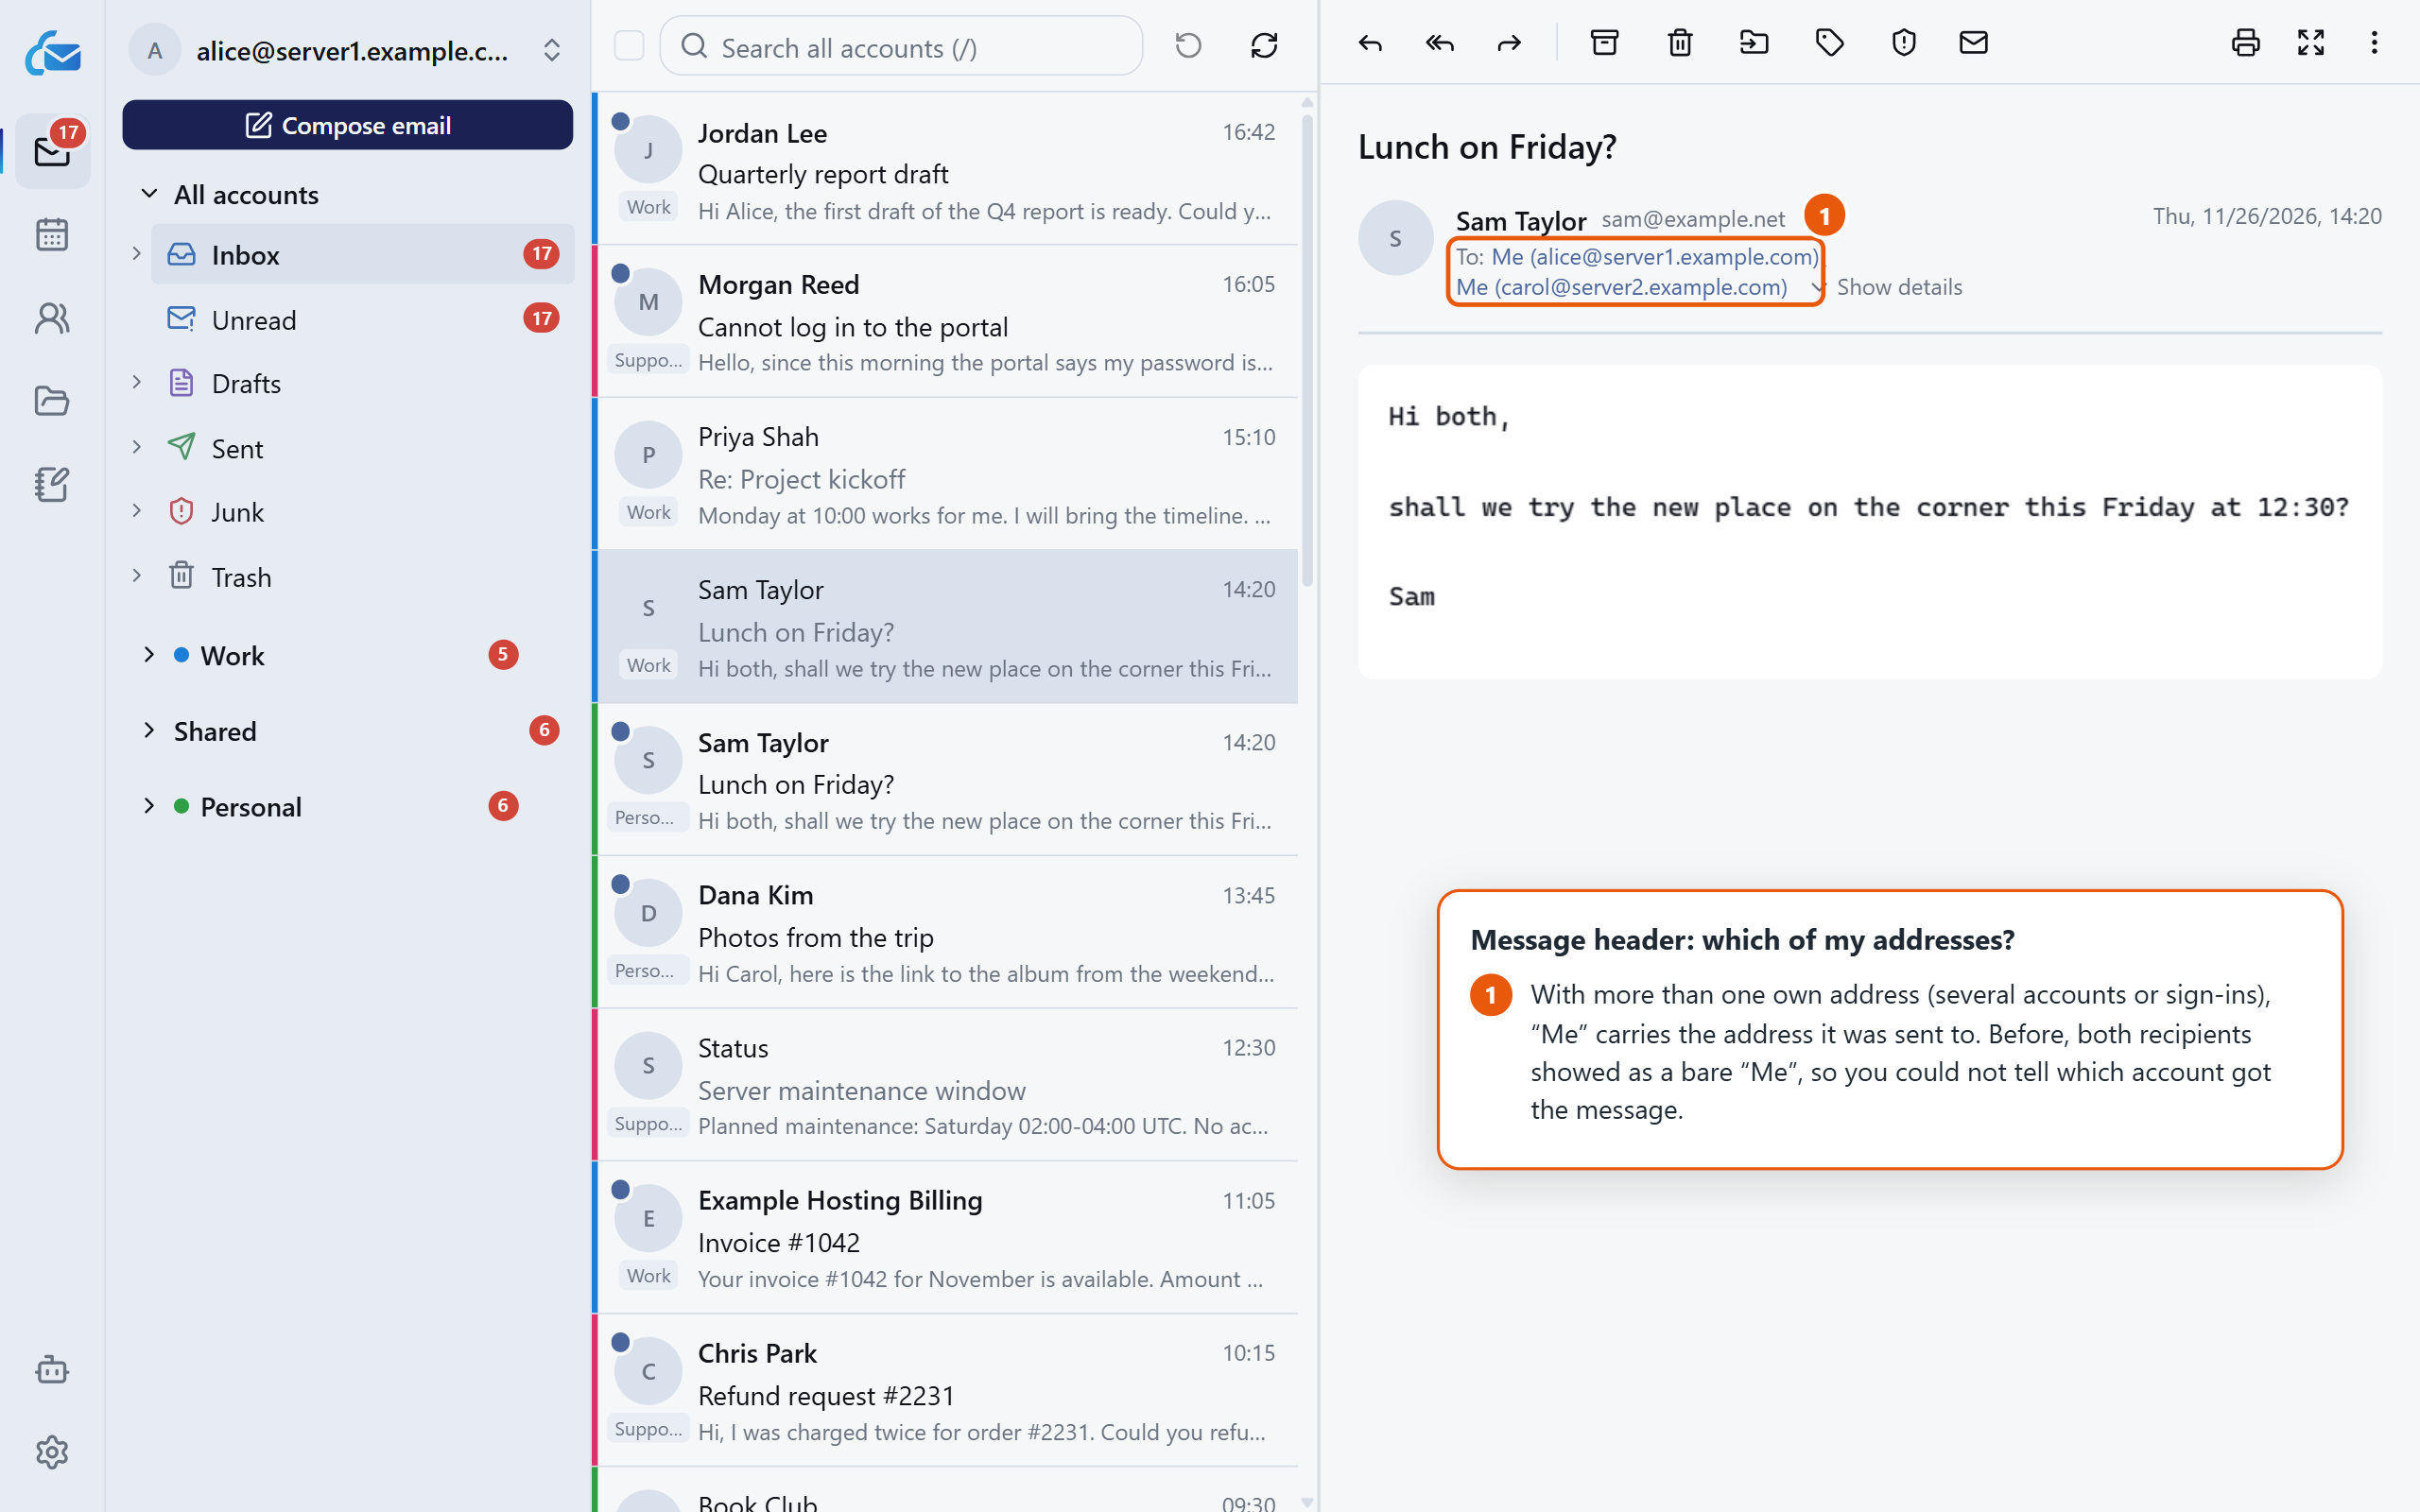 A
alice@server1.example.c...
17
Compose email
All accounts
Inbox
17
Unread
17
Drafts
Sent
Junk
Trash
Work
5
Shared
6
Personal
6
Search all accounts (/)
J
Jordan Lee
16:42
Quarterly report draft
Work
Hi Alice, the first draft of the Q4 report is ready. Could y...
M
Morgan Reed
16:05
Cannot log in to the portal
Suppo...
Hello, since this morning the portal says my password is...
P
Priya Shah
15:10
Re: Project kickoff
Work
Monday at 10:00 works for me. I will bring the timeline. ...
S
Sam Taylor
14:20
Lunch on Friday?
Work
Hi both, shall we try the new place on the corner this Fri...
S
Sam Taylor
14:20
Lunch on Friday?
Perso...
Hi both, shall we try the new place on the corner this Fri...
D
Dana Kim
13:45
Photos from the trip
Perso...
Hi Carol, here is the link to the album from the weekend...
S
Status
12:30
Server maintenance window
Suppo...
Planned maintenance: Saturday 02:00-04:00 UTC. No ac...
E
Example Hosting Billing
11:05
Invoice #1042
Work
Your invoice #1042 for November is available. Amount ...
C
Chris Park
10:15
Refund request #2231
Suppo...
Hi, I was charged twice for order #2231. Could you refu...
Book Club
09:30
Lunch on Friday?
S
Sam Taylor sam@example.net
1
Thu, 11/26/2026, 14:20
To: Me (alice@server1.example.com),
Me (carol@server2.example.com)
Show details
Hi both,
shall we try the new place on the corner this Friday at 12:30?
Sam
Message header: which of my addresses?
1
With more than one own address (several accounts or sign-ins),
“Me” carries the address it was sent to. Before, both recipients
showed as a bare “Me”, so you could not tell which account got
the message.